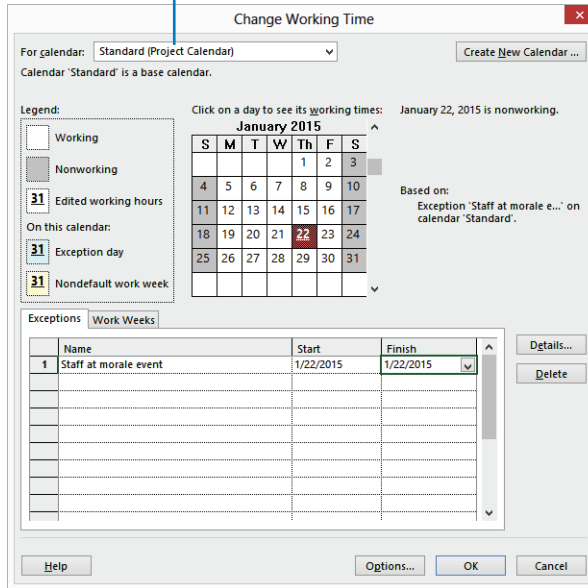 Change Working Time
For calendar: Standard (Project Calendar)
Create New Calendar ...
Calendar 'Standard' is a base calendar.
Legend:
Working
Nonworking
31 Edited working hours
On this calendar:
31 Exception day
31 Nondefault work week
Click on a day to see its working times:
January 2015
S M T W Th F S
1 2 3
4 5 6 7 8 9 10
11 12 13 14 15 16 17
18 19 20 21 22 23 24
25 26 27 28 29 30 31
January 22, 2015 is nonworking.
Based on:
Exception 'Staff at morale e...' on
calendar 'Standard'.
Exceptions Work Weeks
Name Start Finish
1 Staff at morale event 1/22/2015 1/22/2015
Details...
Delete
Help
Options...
OK
Cancel